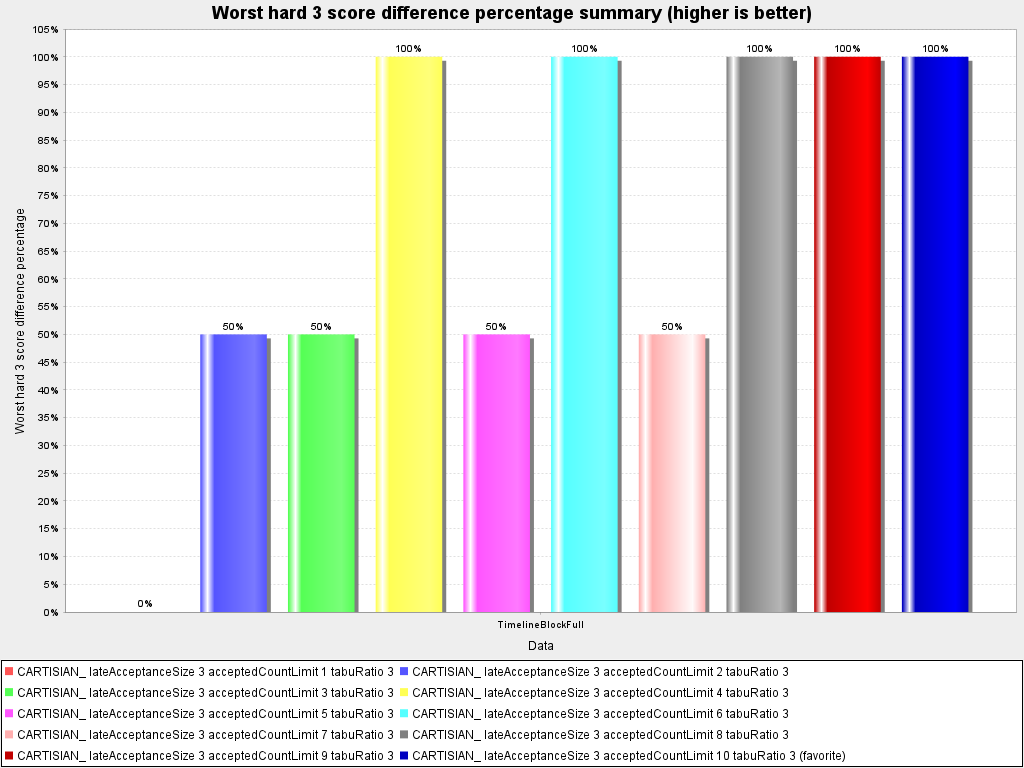 Worst hard 3 score difference percentage summary (higher is better)
Worst hard 3 score difference percentage
105%
100%
95%
90%
85%
80%
75%
70%
65%
60%
55%
50%
45%
40%
35%
30%
25%
20%
15%
10%
5%
0%
0%
50%
50%
100%
50%
100%
50%
100%
100%
100%
TimelineBlockFull
Data
CARTISIAN_ lateAcceptanceSize 3 acceptedCountLimit 1 tabuRatio 3
CARTISIAN_ lateAcceptanceSize 3 acceptedCountLimit 2 tabuRatio 3
CARTISIAN_ lateAcceptanceSize 3 acceptedCountLimit 3 tabuRatio 3
CARTISIAN_ lateAcceptanceSize 3 acceptedCountLimit 4 tabuRatio 3
CARTISIAN_ lateAcceptanceSize 3 acceptedCountLimit 5 tabuRatio 3
CARTISIAN_ lateAcceptanceSize 3 acceptedCountLimit 6 tabuRatio 3
CARTISIAN_ lateAcceptanceSize 3 acceptedCountLimit 7 tabuRatio 3
CARTISIAN_ lateAcceptanceSize 3 acceptedCountLimit 8 tabuRatio 3
CARTISIAN_ lateAcceptanceSize 3 acceptedCountLimit 9 tabuRatio 3
CARTISIAN_ lateAcceptanceSize 3 acceptedCountLimit 10 tabuRatio 3 (favorite)